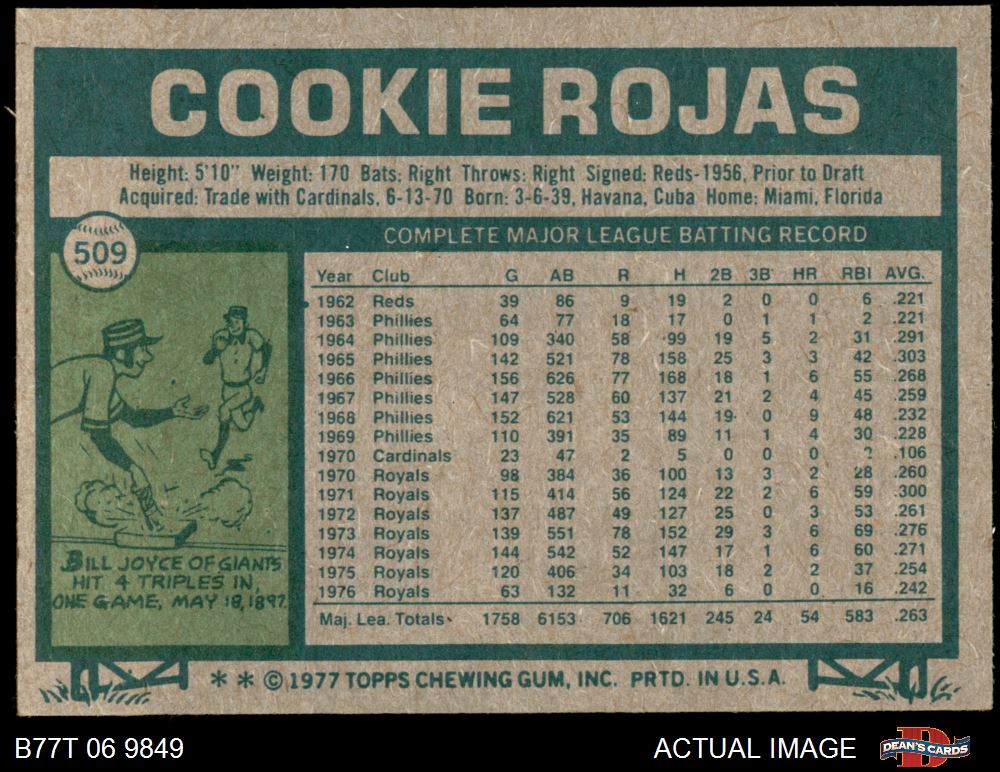 COOKIE ROJAS
Height: 5'10" Weight: 170 Bats: Right Throws: Right Signed: Reds-1956, Prior to Draft
Acquired: Trade with Cardinals, 6-13-70 Born: 3-6-39, Havana, Cuba Home: Miami, Florida
509
COMPLETE MAJOR LEAGUE BATTING RECORD
Year Club G AB R H 2B 3B HR RBI AVG.
1962 Reds 39 86 9 19 2 0 0 6 .221
1963 Phillies 64 77 18 17 0 1 1 2 .221
1964 Phillies 109 340 58 99 19 5 2 31 .291
1965 Phillies 142 521 78 158 25 3 3 42 .303
1966 Phillies 156 626 77 168 18 1 6 55 .268
1967 Phillies 147 528 60 137 21 2 4 45 .259
1968 Phillies 152 621 53 144 19 0 9 48 .232
1969 Phillies 110 391 35 89 11 1 4 30 .228
1970 Cardinals 23 47 2 5 0 0 0 .106
1970 Royals 98 384 36 100 13 3 2 28 .260
1971 Royals 115 414 56 124 22 2 6 59 .300
1972 Royals 137 487 49 127 25 0 3 53 .261
1973 Royals 139 551 78 152 29 3 6 69 .276
1974 Royals 144 542 52 147 17 1 6 60 .271
1975 Royals 120 406 34 103 18 2 2 37 .254
1976 Royals 63 132 11 32 6 0 0 16 .242
Maj. Lea. Totals 1758 6153 706 1621 245 24 54 583 .263
BILL JOYCE OF GIANTS
HIT 4 TRIPLES IN
ONE GAME, MAY 18, 1897.
* * © 1977 TOPPS CHEWING GUM, INC. PRTD. IN U.S.A.
B77T 06 9849
ACTUAL IMAGE
D
DEAN'S CARDS